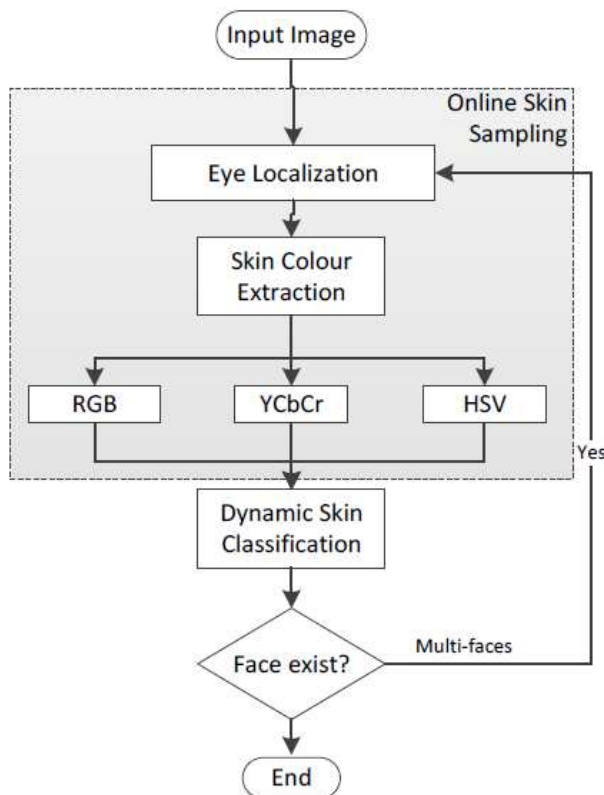 Input Image
Online Skin
Sampling
Eye Localization
Skin Colour
Extraction
RGB
YCbCr
HSV
Yes
Dynamic Skin
Classification
Multi-faces
Face exist?
End